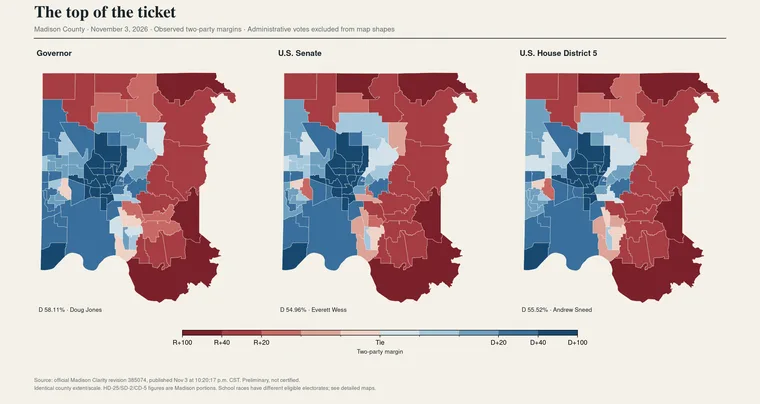 The top of the ticket
Madison County · November 3, 2026 · Observed two-party margins · Administrative votes excluded from map shapes
Governor
U.S. Senate
U.S. House District 5
D 58.11% · Doug Jones
D 54.96% · Everett Wess
D 55.52% · Andrew Sneed
R+100 R+40 R+20 Tie D+20 D+40 D+100
Two-party margin
Source: official Madison Clarity revision 385074, published Nov 3 at 10:20:17 p.m. CST. Preliminary, not certified.
Identical county extent/scale. HD-25/SD-2/CD-5 figures are Madison portions. School races have different eligible electorates; see detailed maps.